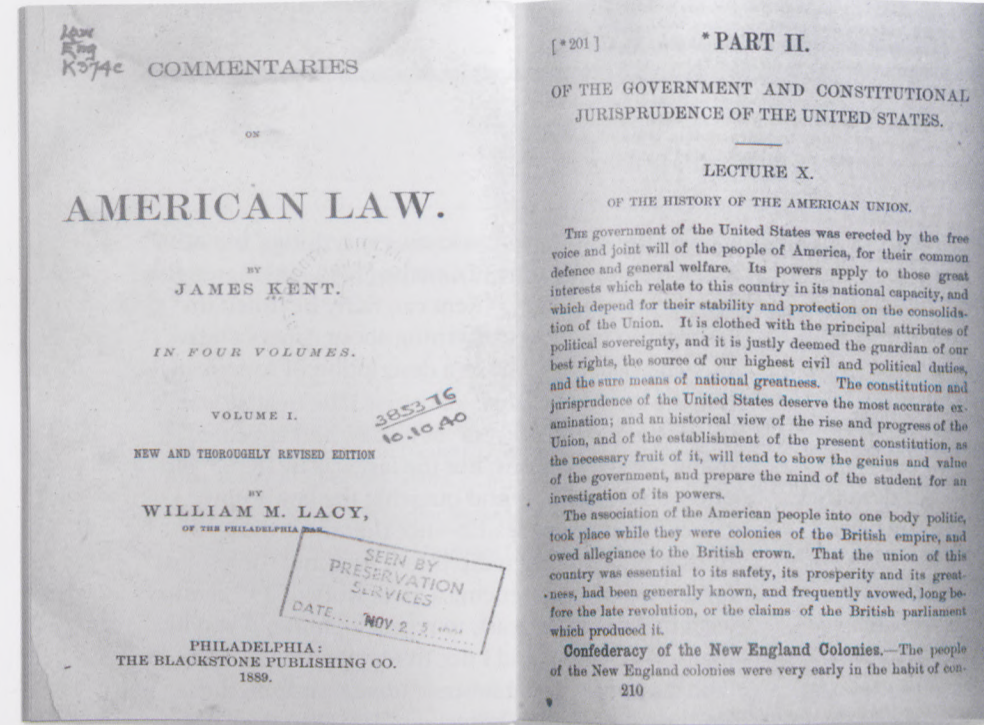 Law
Eng
K374c
COMMENTARIES
ON
AMERICAN LAW.
BY
JAMES KENT.
IN FOUR VOLUMES.
VOLUME I.
385376
10.10.40
NEW AND THOROUGHLY REVISED EDITION
BY
WILLIAM M. LACY,
OF THE PHILADELPHIA BAR.
SEEN BY
PRESERVATION
SERVICES
DATE..... NOV. 2 5
PHILADELPHIA:
THE BLACKSTONE PUBLISHING CO.
1889.
[*201]
*PART II.
OF THE GOVERNMENT AND CONSTITUTIONAL
JURISPRUDENCE OF THE UNITED STATES.
LECTURE X.
OF THE HISTORY OF THE AMERICAN UNION.
THE government of the United States was erected by the free
voice and joint will of the people of America, for their common
defence and general welfare. Its powers apply to those great
interests which relate to this country in its national capacity, and
which depend for their stability and protection on the consolida-
tion of the Union. It is clothed with the principal attributes of
political sovereignty, and it is justly deemed the guardian of our
best rights, the source of our highest civil and political duties,
and the sure means of national greatness. The constitution and
jurisprudence of the United States deserve the most accurate ex-
amination; and an historical view of the rise and progress of the
Union, and of the establishment of the present constitution, as
the necessary fruit of it, will tend to show the genius and value
of the government, and prepare the mind of the student for an
investigation of its powers.
The association of the American people into one body politic,
took place while they were colonies of the British empire, and
owed allegiance to the British crown. That the union of this
country was essential to its safety, its prosperity and its great-
ness, had been generally known, and frequently avowed, long be-
fore the late revolution, or the claims of the British parliament
which produced it.
Confederacy of the New England Colonies.—The people
of the New England colonies were very early in the habit of con-
210